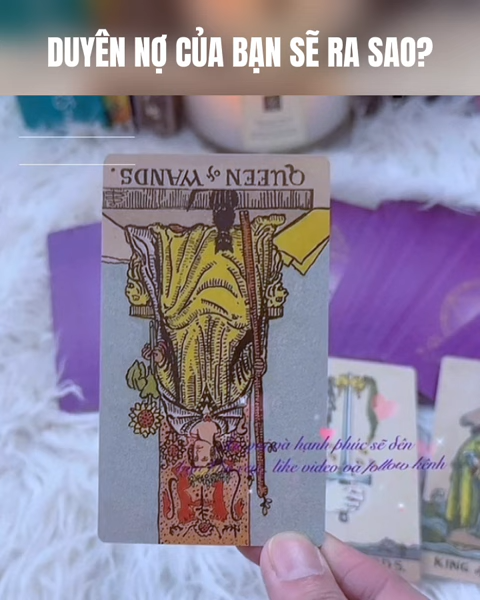 DUYÊN NỢ CỦA BẠN SẼ RA SAO?
QUEEN of WANDS.
và hạnh phúc sẽ đến
like video và follow kênh
KING